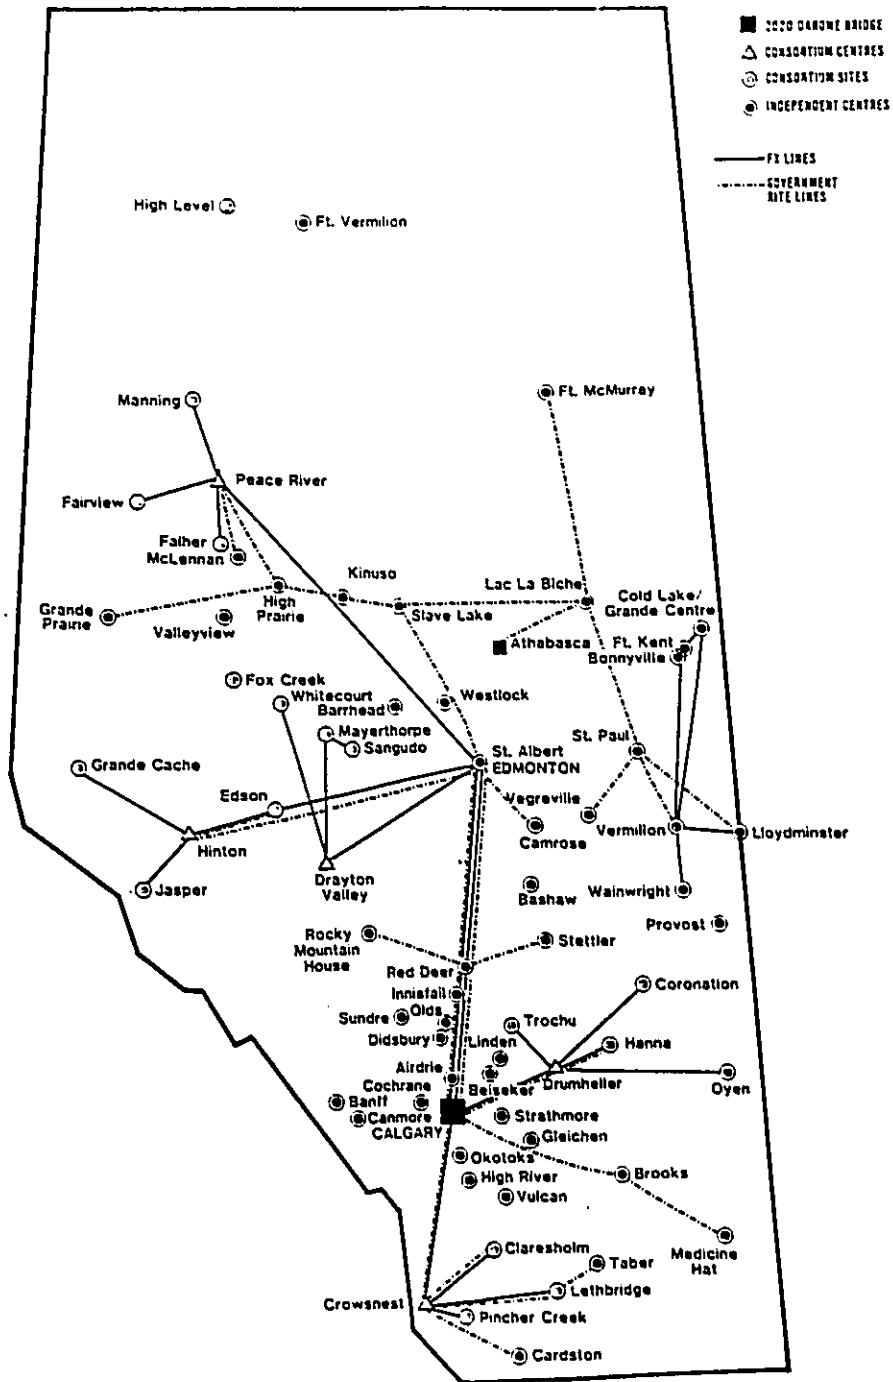 2020 DARONE BRIDGE
CONSORTIUM CENTRES
CONSORTIUM SITES
INDEPENDENT CENTRES
FX LINES
GOVERNMENT
RITE LINES
High Level
Ft. Vermilion
Manning
Ft. McMurray
Peace River
Fairview
Falher
McLennan
Kinuso
Lac La Biche
Cold Lake/
Grande Centre
High
Prairie
Slave Lake
Grande
Prairie
Valleyview
Athabasca
Ft. Kent
Bonnyville
Fox Creek
Whitecourt
Barrhead
Westlock
Mayerthorpe
Sangudo
St. Paul
St. Albert
EDMONTON
Grande Cache
Edson
Vegreville
Camrose
Vermilion
Lloydminster
Hinton
Drayton
Valley
Jasper
Bashaw
Wainwright
Provost
Rocky
Mountain
House
Stettler
Red Deer
Innisfail
Coronation
Olds
Sundre
Trochu
Didsbury
Linden
Hanna
Airdrie
Beiseker
Drumheller
Oyen
Cochrane
Banff
Canmore
CALGARY
Strathmore
Gleichen
Okotoks
High River
Brooks
Vulcan
Claresholm
Taber
Medicine
Hat
Crowsnest
Lethbridge
Pincher Creek
Cardston